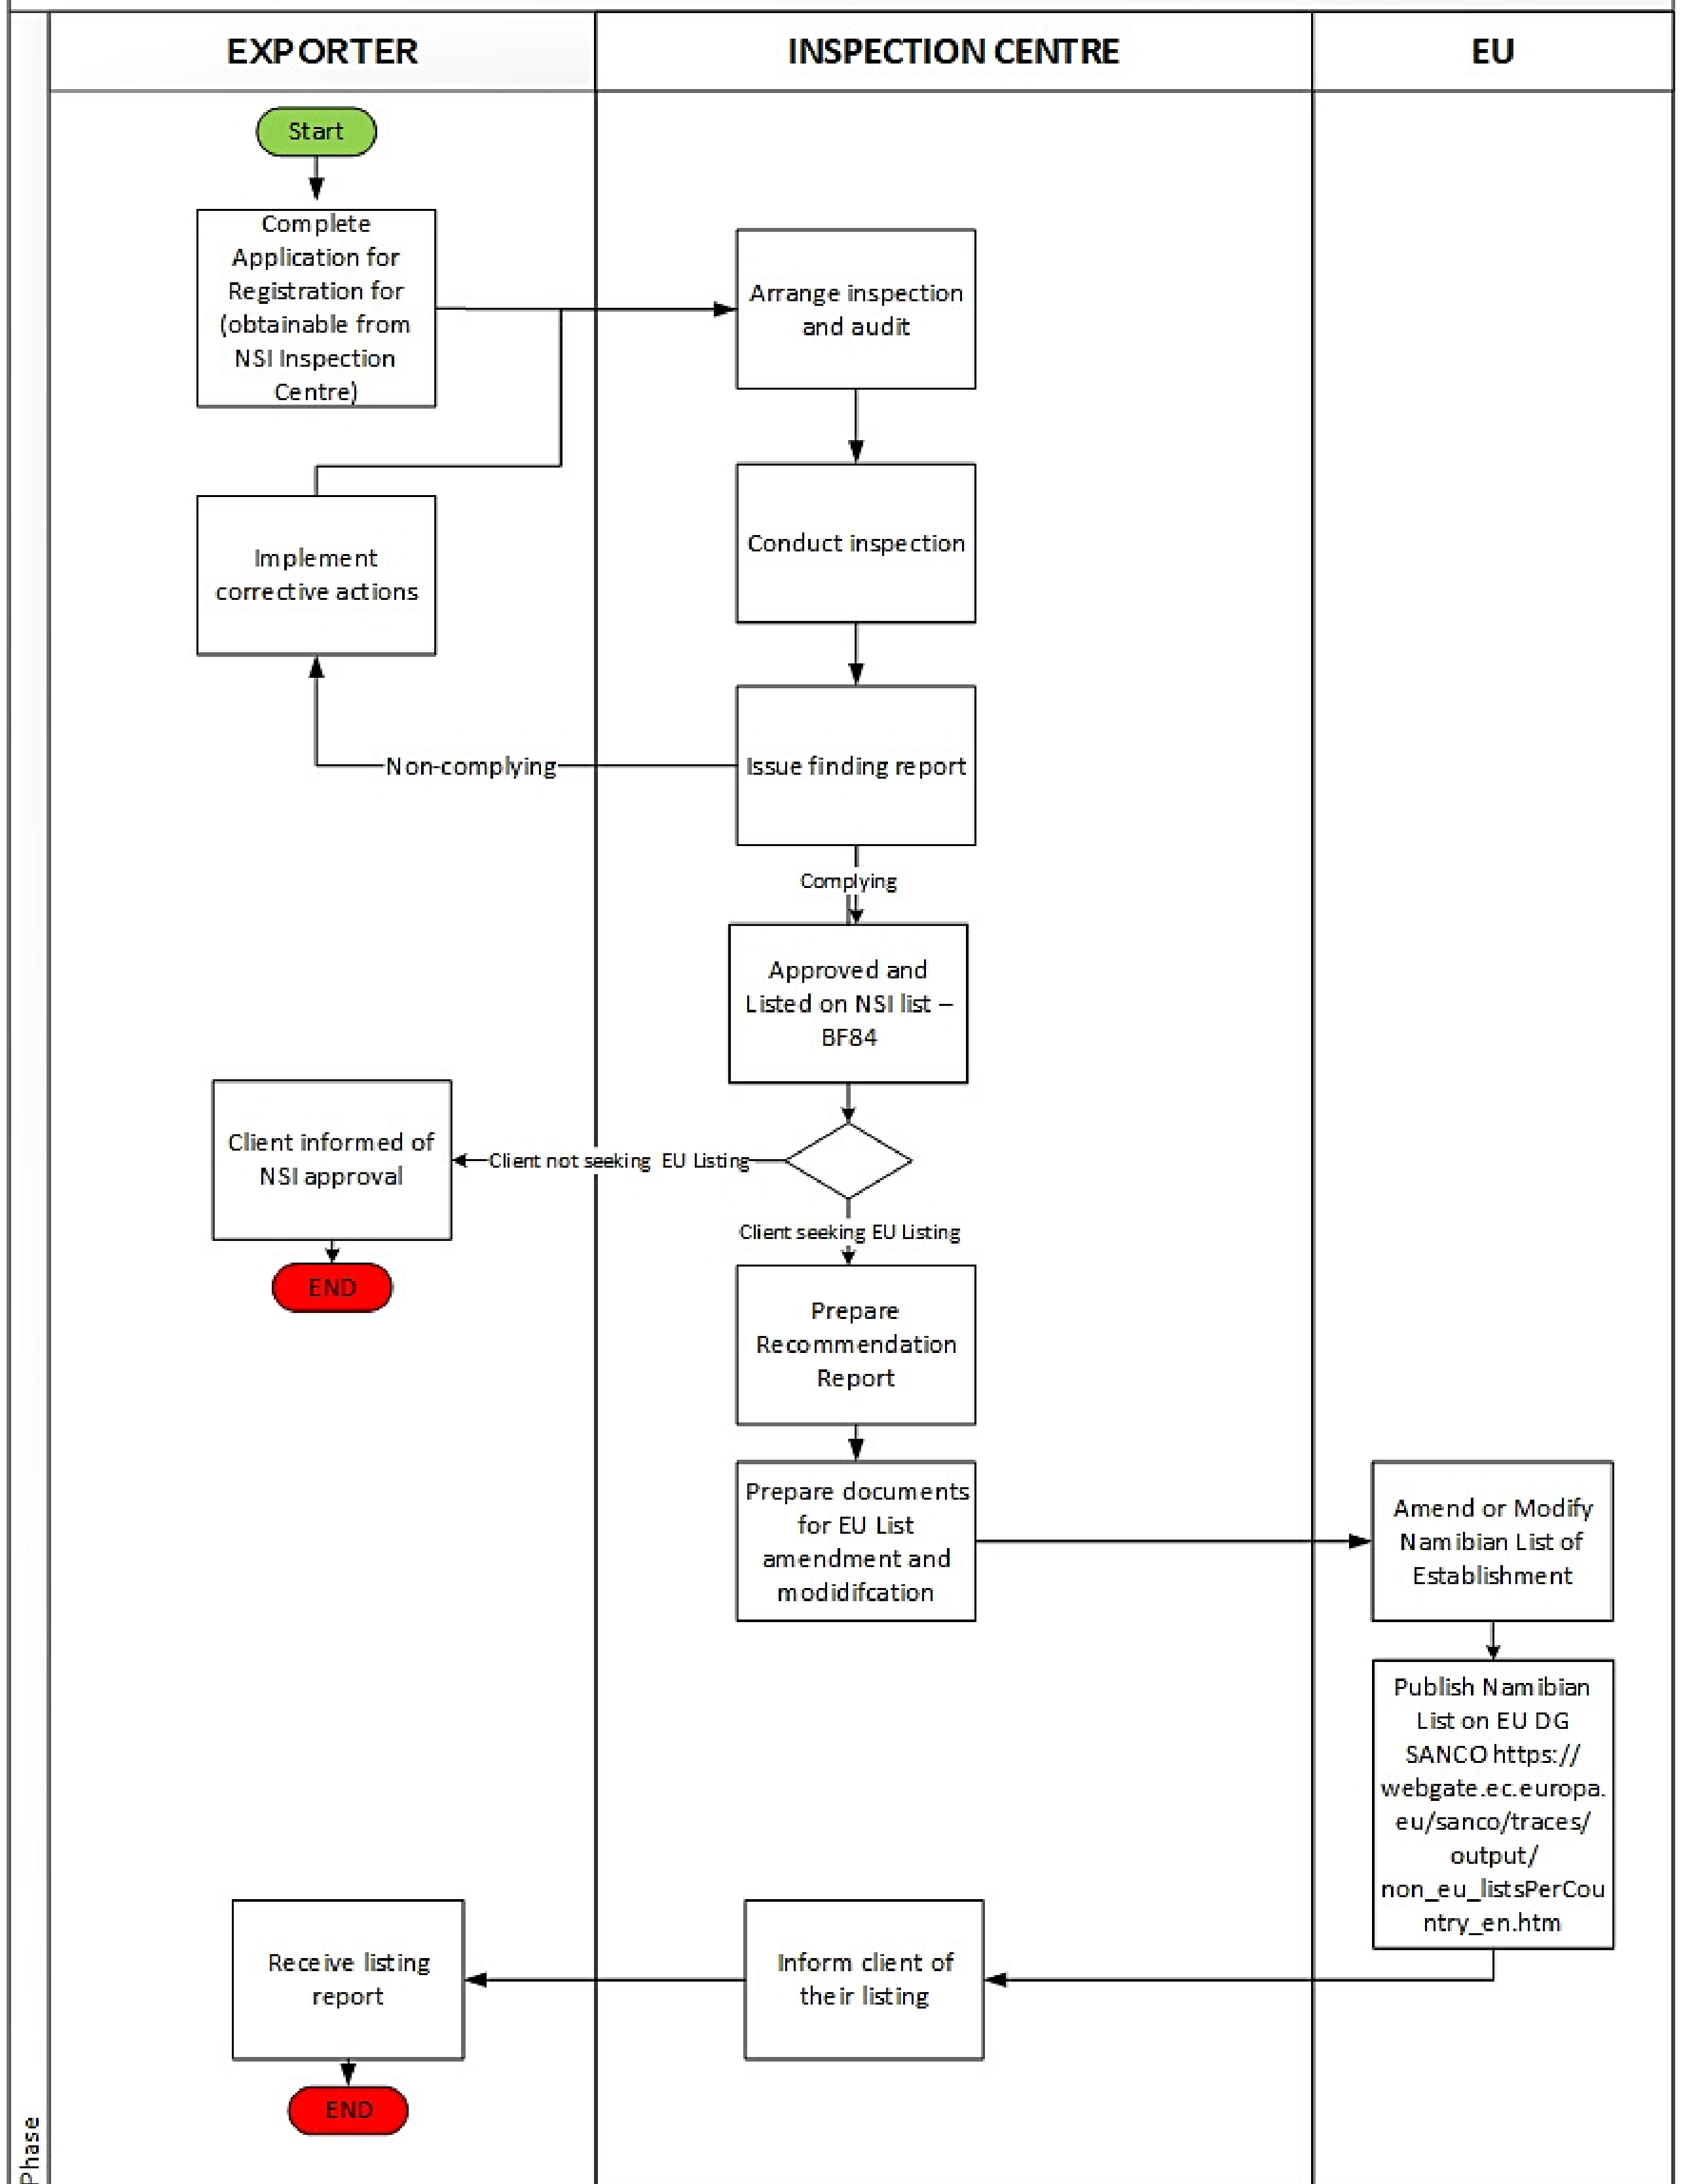 EXPORTER
INSPECTION CENTRE
EU
Start
Complete
Application for
Registration for
(obtainable from
NSI Inspection
Centre)
Arrange inspection
and audit
Implement
corrective actions
Conduct inspection
Non-complying
Issue finding report
Complying
Approved and
Listed on NSI list –
BF84
Client informed of
NSI approval
Client not seeking EU Listing
END
Client seeking EU Listing
Prepare
Recommendation
Report
Prepare documents
for EU List
amendment and
modidifcation
Amend or Modify
Namibian List of
Establishment
Publish Namibian
List on EU DG
SANCO https://
webgate.ec.europa.
eu/sanco/traces/
output/
non_eu_listsPerCou
ntry_en.htm
Inform client of
their listing
Receive listing
report
END
Phase